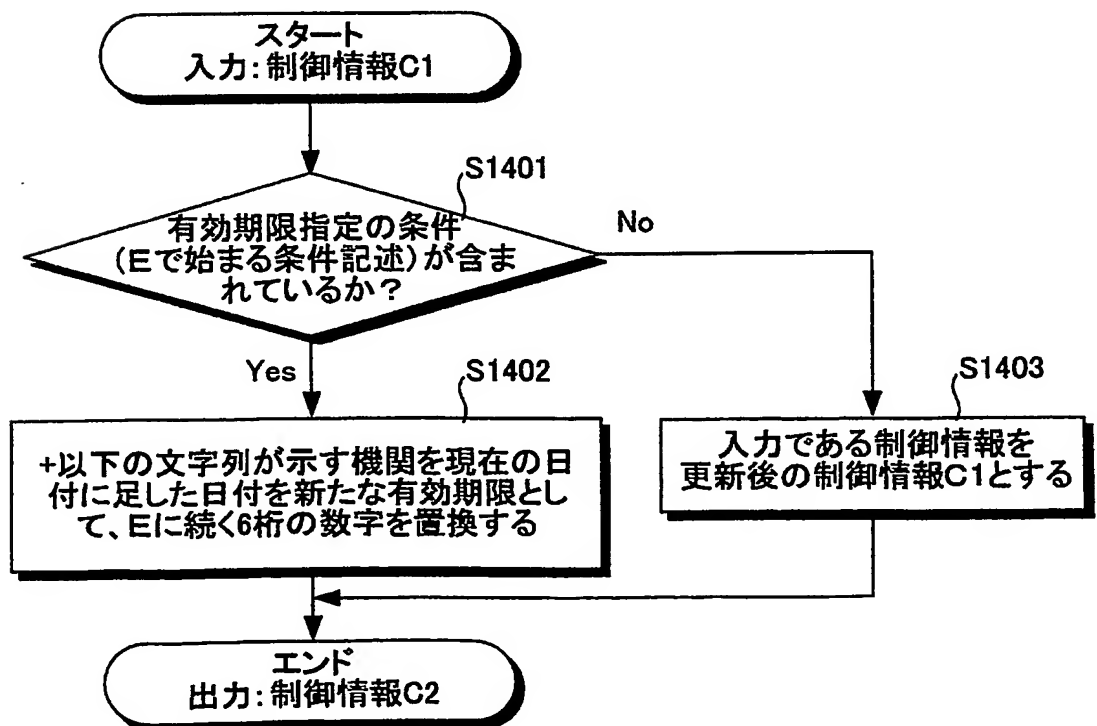 スタート
入力:制御情報C1
S1401
有効期限指定の条件
(Eで始まる条件記述)が含ま
れているか?
No
Yes
S1402
+以下の文字列が示す機関を現在の日
付に足した日付を新たな有効期限とし
て、Eに続く6桁の数字を置換する
S1403
入力である制御情報を
更新後の制御情報C1とする
エンド
出力:制御情報C2